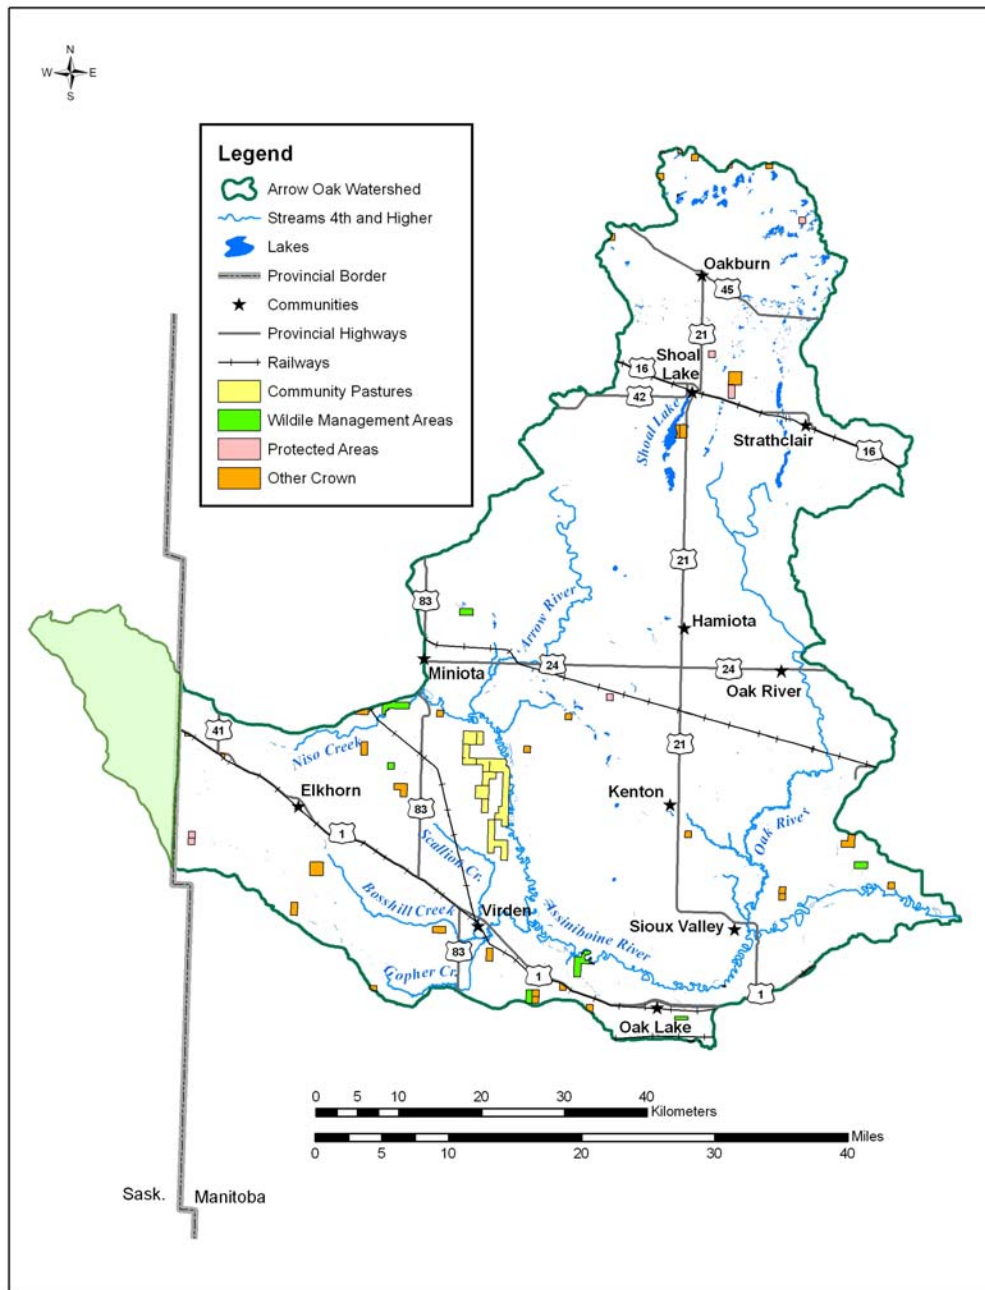 N
W E
S
Legend
Arrow Oak Watershed
Streams 4th and Higher
Lakes
Provincial Border
Communities
Provincial Highways
Railways
Community Pastures
Wildlife Management Areas
Protected Areas
Other Crown
Oakburn
45
21
Shoal
Lake
16
42
Shoal Lake
Strathclair
16
21
83
Arrow River
Hamiota
Miniota
24
24
Oak River
41
Niso Creek
21
Elkhorn
83
Kenton
1
Scallion Cr.
Oak River
Bosshill Creek
Virden
Assiniboine River
Sioux Valley
83
Gopher Cr.
1
1
Oak Lake
0 5 10 20 30 40
Kilometers
Miles
0 5 10 20 30 40
Sask. Manitoba